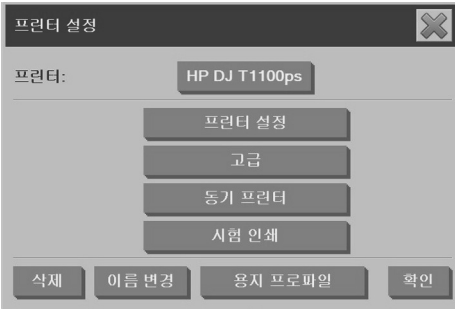 프린터 설정
프린터: HP DJ T1100ps
프린터 설정
고급
동기 프린터
시험 인쇄
삭제 이름 변경 용지 프로파일 확인